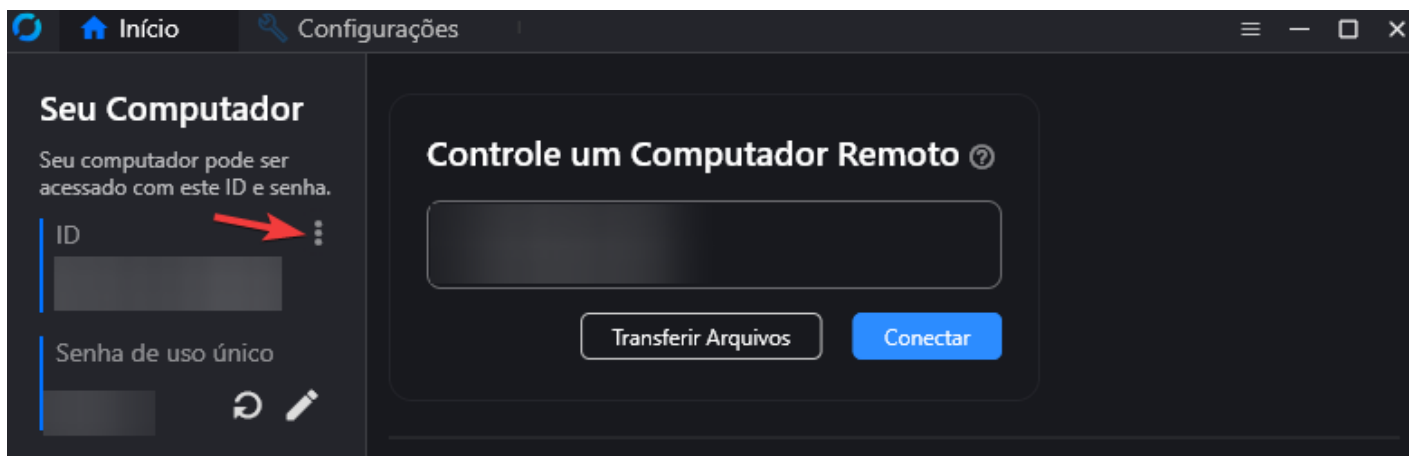 Início
Configurações
Seu Computador
Seu computador pode ser
acessado com este ID e senha.
ID
Senha de uso único
Controle um Computador Remoto
Transferir Arquivos
Conectar